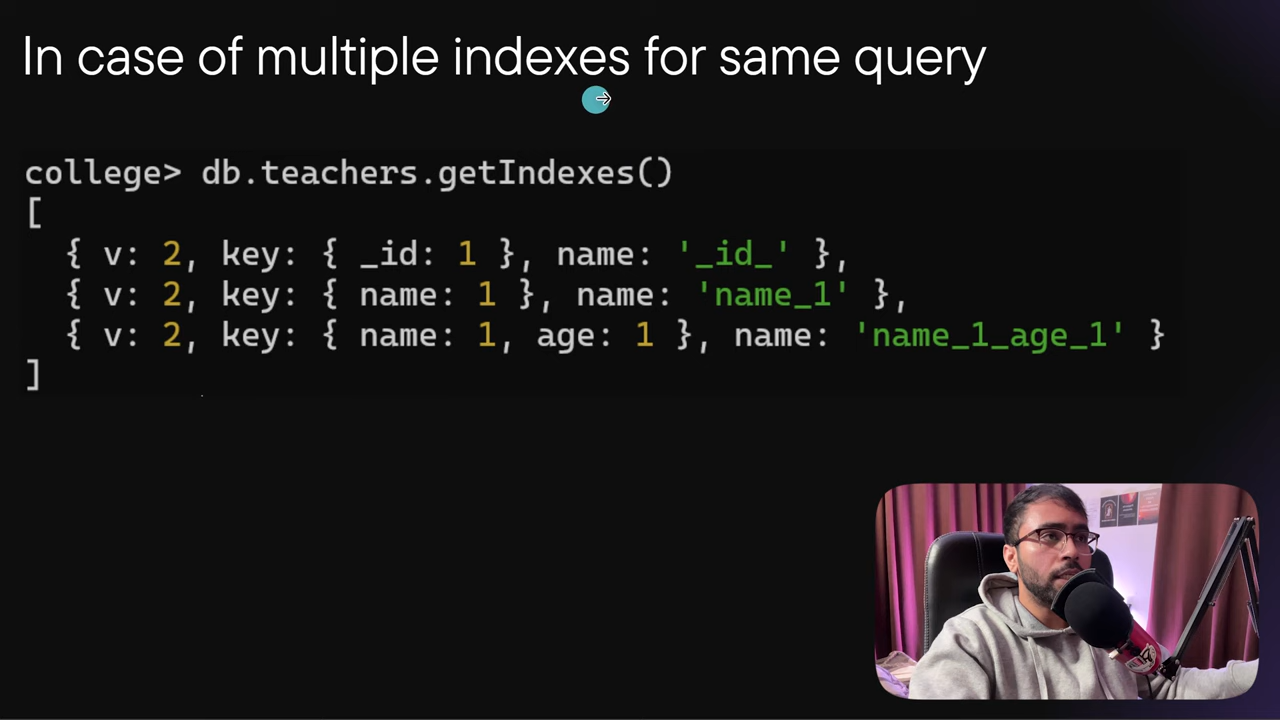 In case of multiple indexes for same query
college> db.teachers.getIndexes()
[
  { v: 2, key: { _id: 1 }, name: '_id_' },
  { v: 2, key: { name: 1 }, name: 'name_1' },
  { v: 2, key: { name: 1, age: 1 }, name: 'name_1_age_1' }
]